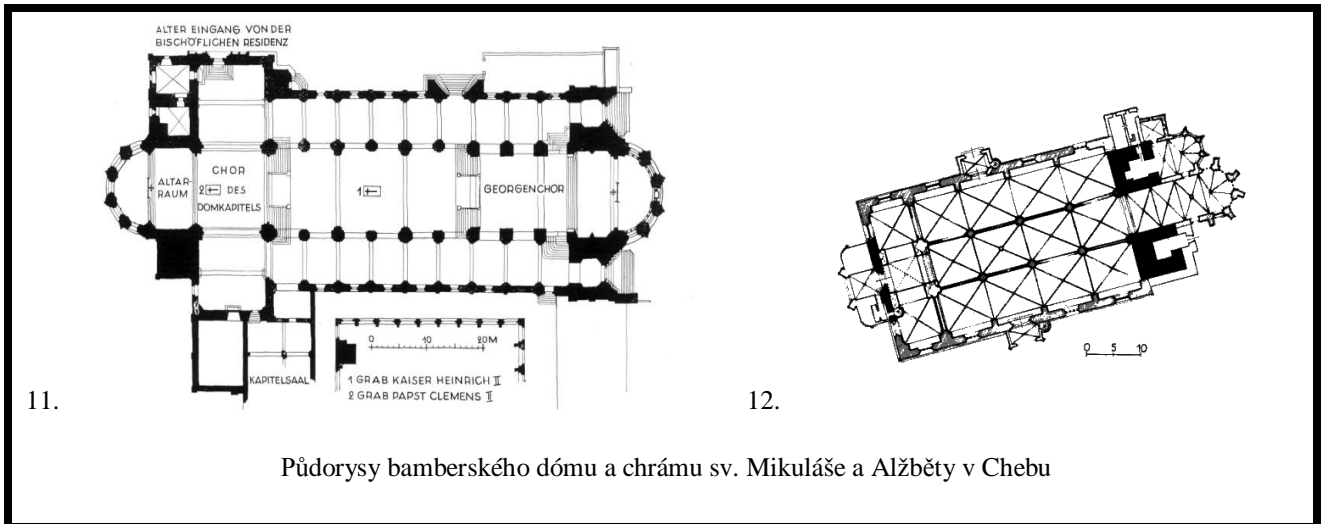 ALTER EINGANG VON DER
BISCHÖFLICHEN RESIDENZ
ALTAR-
RAUM
CHOR
2 DES
DOMKAPITELS
1
GEORGENCHOR
KAPITELSAAL
0 10 20M
1 GRAB KAISER HEINRICH II
2 GRAB PAPST CLEMENS II
11.
0 5 10
12.
Půdorysy bamberského dómu a chrámu sv. Mikuláše a Alžběty v Chebu